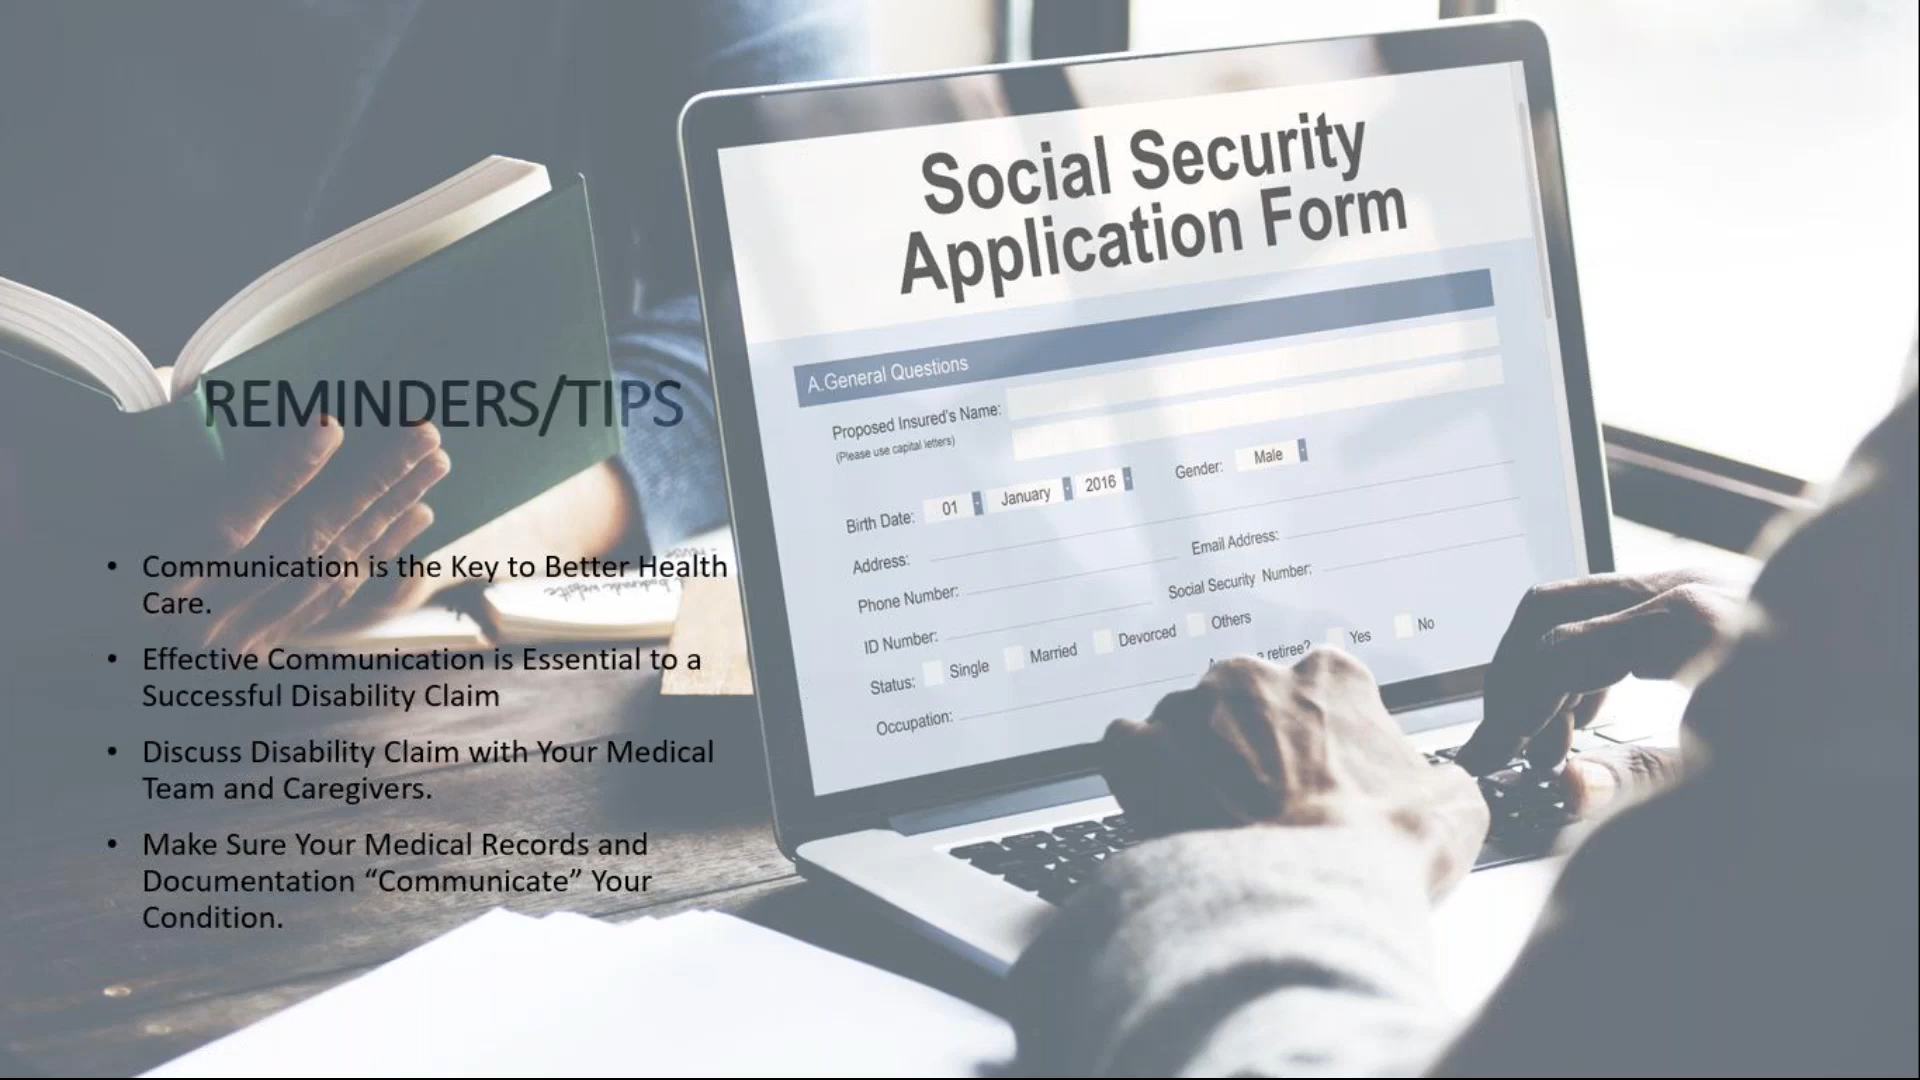 REMINDERS/TIPS
• Communication is the Key to Better Health
Care.
• Effective Communication is Essential to a
Successful Disability Claim
• Discuss Disability Claim with Your Medical
Team and Caregivers.
• Make Sure Your Medical Records and
Documentation “Communicate” Your
Condition.
Social Security
Application Form
A.General Questions
Proposed Insured's Name:
(Please use capital letters)
Birth Date: 01 January 2016 Gender: Male
Address:
Email Address:
Phone Number:
Social Security Number:
ID Number:
Status: Single Married Devorced Others
retiree? Yes No
Occupation: